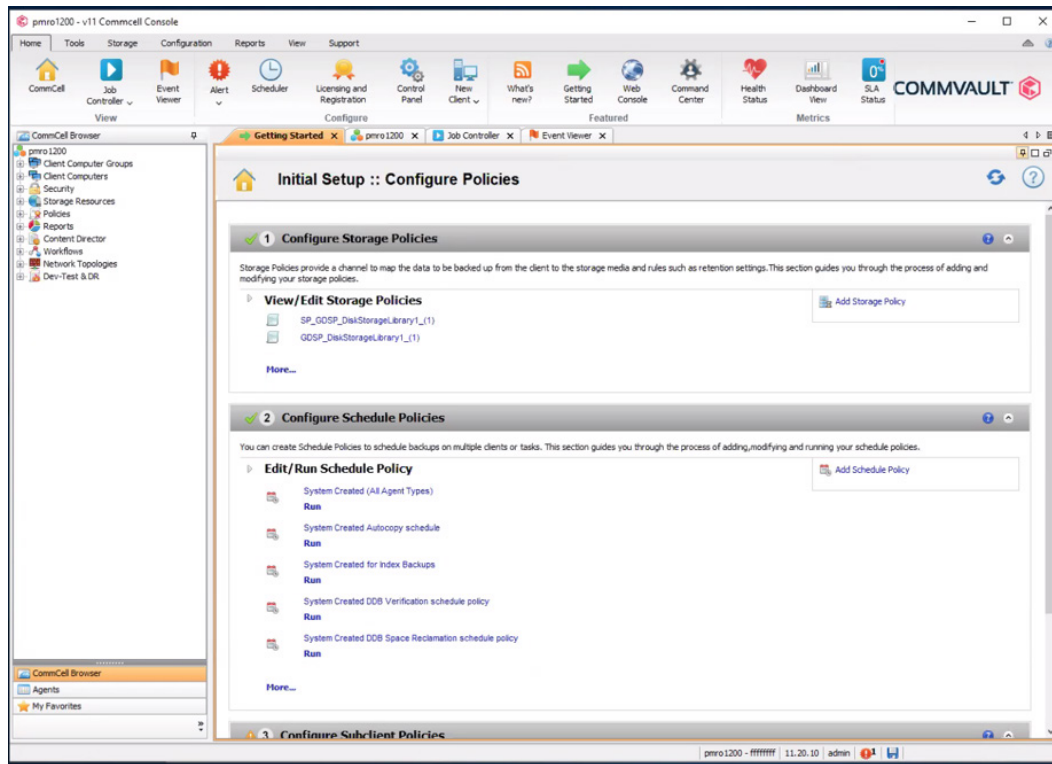 pmro1200 - v11 Commcell Console
Home Tools Storage Configuration Reports View Support
CommCell Job Controller Event Viewer Alert Scheduler Licensing and Registration Control Panel New Client What's new? Getting Started Web Console Command Center Health Status Dashboard View SLA Status COMMVAULT
View Configure Featured Metrics
CommCell Browser
Getting Started pmro1200 Job Controller Event Viewer
pmro1200
Client Computer Groups
Client Computers
Security
Storage Resources
Policies
Reports
Content Director
Workflows
Network Topologies
Dev-Test & DR
Initial Setup :: Configure Policies
1 Configure Storage Policies
Storage Policies provide a channel to map the data to be backed up from the client to the storage media and rules such as retention settings.This section guides you through the process of adding and
modifying your storage policies.
View/Edit Storage Policies
Add Storage Policy
SP_GDSP_DiskStorageLibrary1_(1)
GDSP_DiskStorageLibrary1_(1)
More...
2 Configure Schedule Policies
You can create Schedule Policies to schedule backups on multiple clients or tasks. This section guides you through the process of adding,modifying and running your schedule policies.
Edit/Run Schedule Policy
Add Schedule Policy
System Created (All Agent Types)
Run
System Created Autocopy schedule
Run
System Created for Index Backups
Run
System Created DDB Verification schedule policy
Run
System Created DDB Space Reclamation schedule policy
Run
More...
3 Configure Subclient Policies
CommCell Browser
Agents
My Favorites
pmro1200 - ffffffff 11.20.10 admin 1